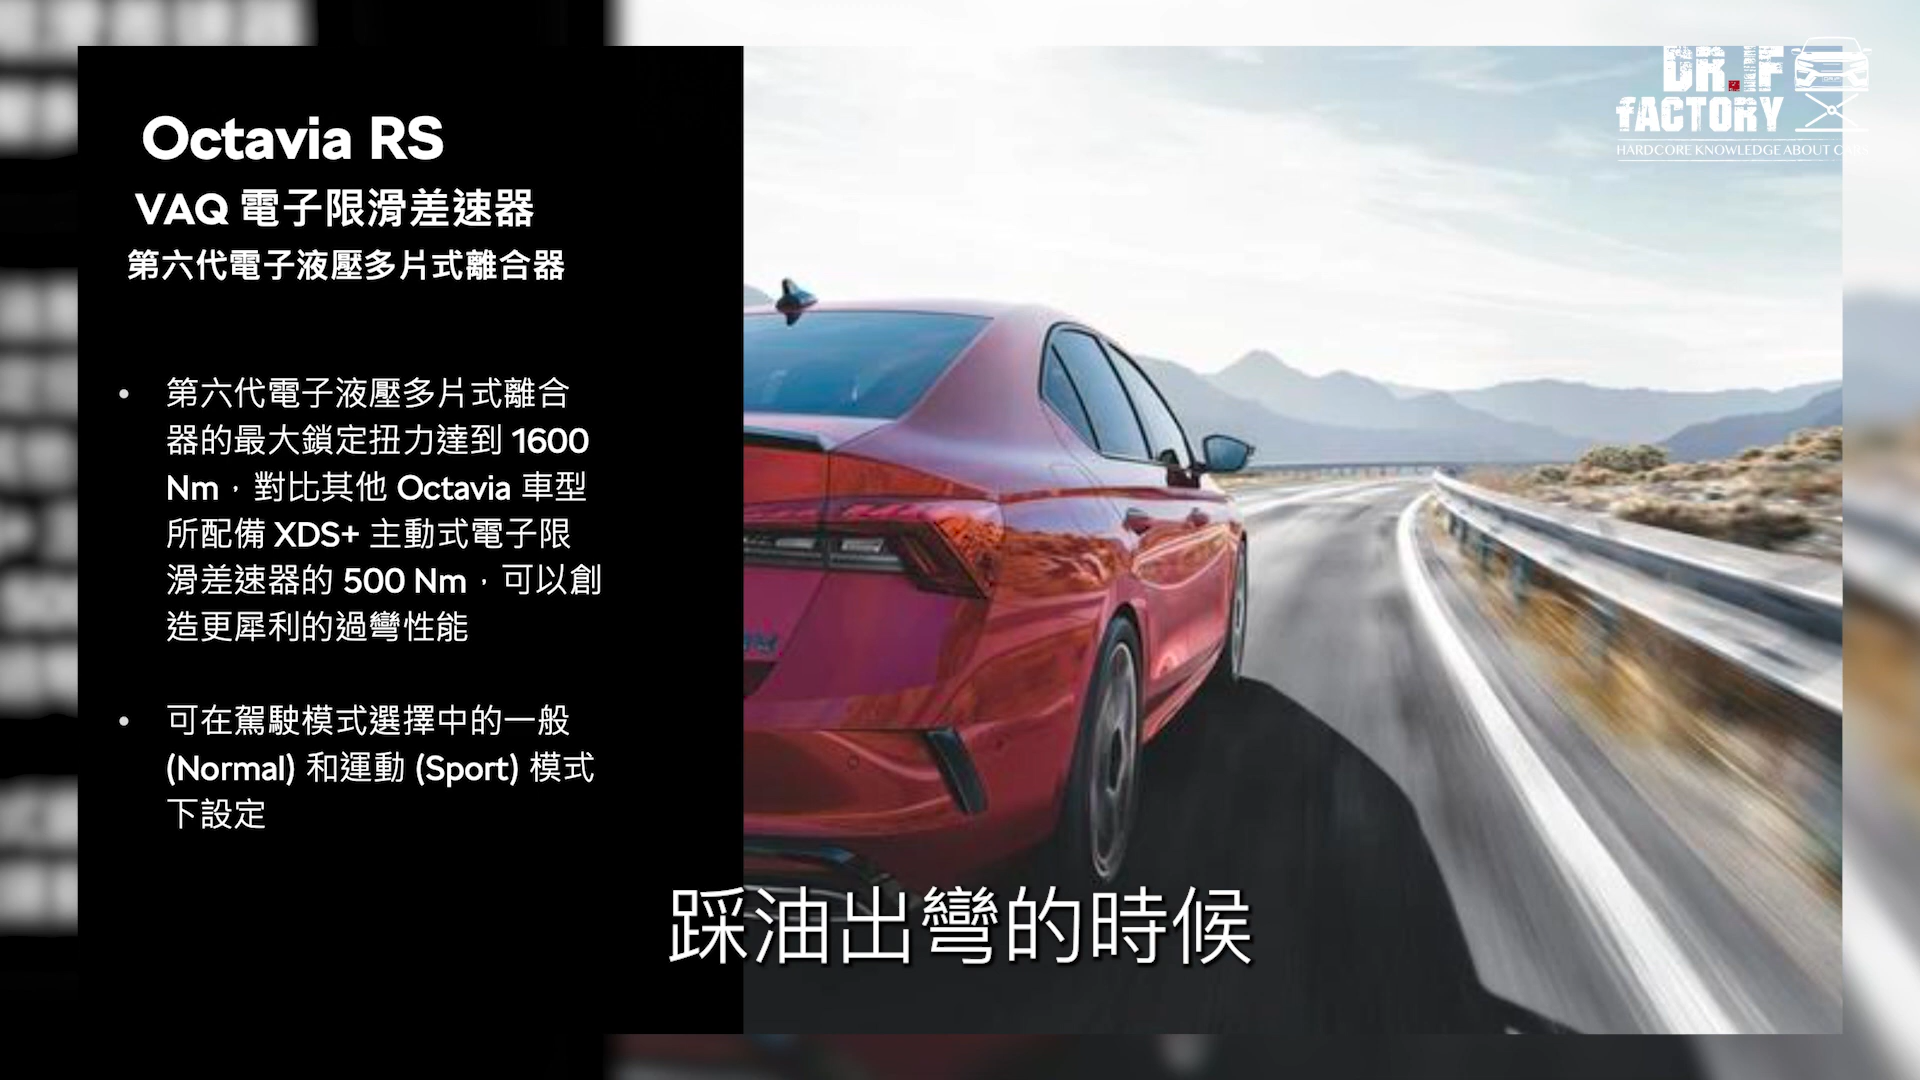 Octavia RS
VAQ 電子限滑差速器
第六代電子液壓多片式離合器
• 第六代電子液壓多片式離合
器的最大鎖定扭力達到 1600
Nm，對比其他 Octavia 車型
所配備 XDS+ 主動式電子限
滑差速器的 500 Nm，可以創
造更犀利的過彎性能
• 可在駕駛模式選擇中的一般
(Normal) 和運動 (Sport) 模式
下設定
DR.IF
fACTORY
HARDCORE KNOWLEDGE ABOUT CARS
踩油出彎的時候